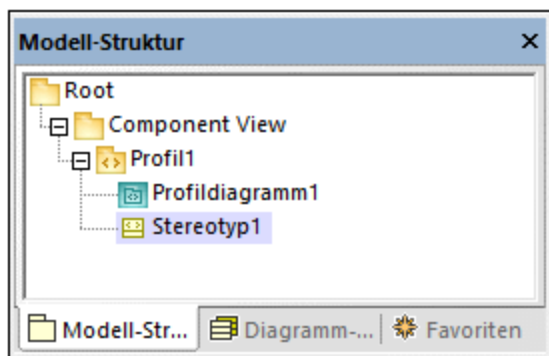 Modell-Struktur
Root
Component View
Profil1
Profildiagramm1
Stereotyp1
Modell-Str... Diagramm-... Favoriten